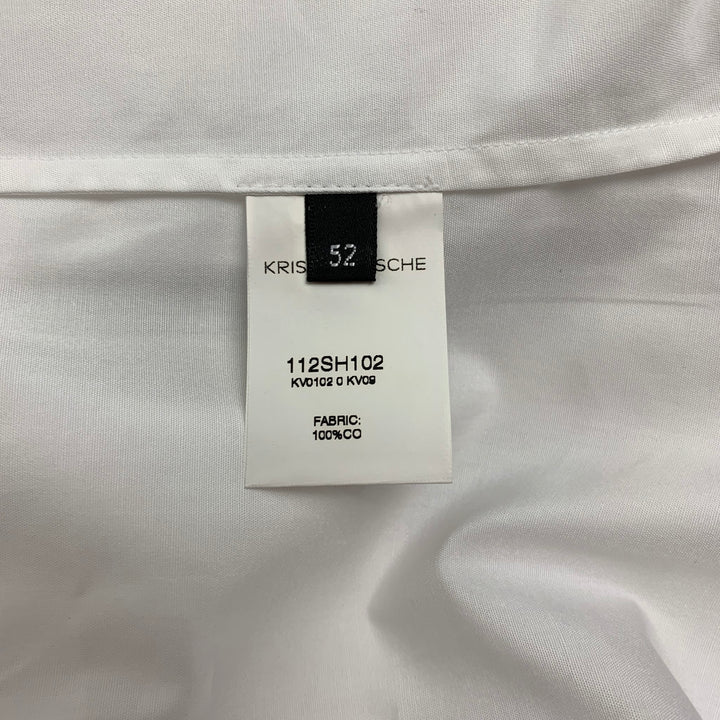 52
KRIS SCHE
112SH102
KV0102 0 KV09
FABRIC:
100%CO